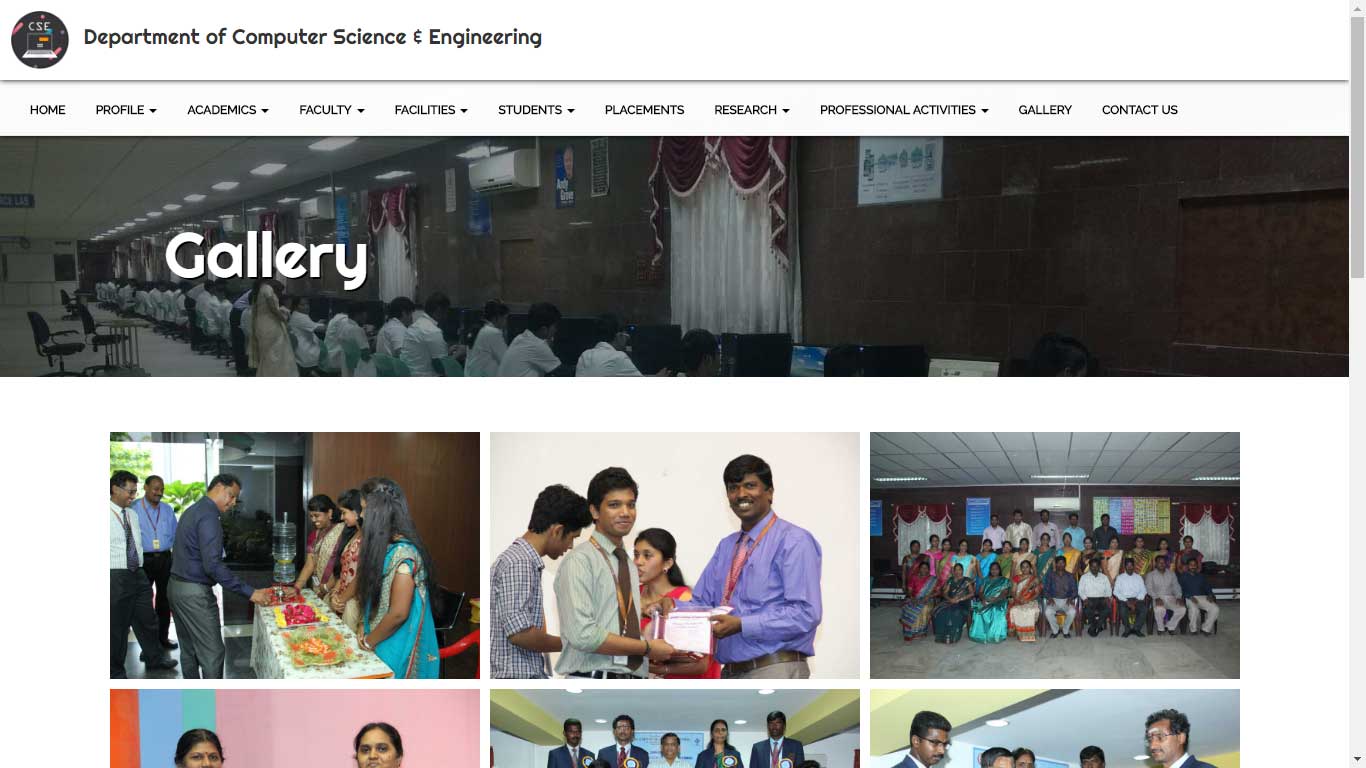 CSE
Department of Computer Science & Engineering
HOME PROFILE ACADEMICS FACULTY FACILITIES STUDENTS PLACEMENTS RESEARCH PROFESSIONAL ACTIVITIES GALLERY CONTACT US
Gallery